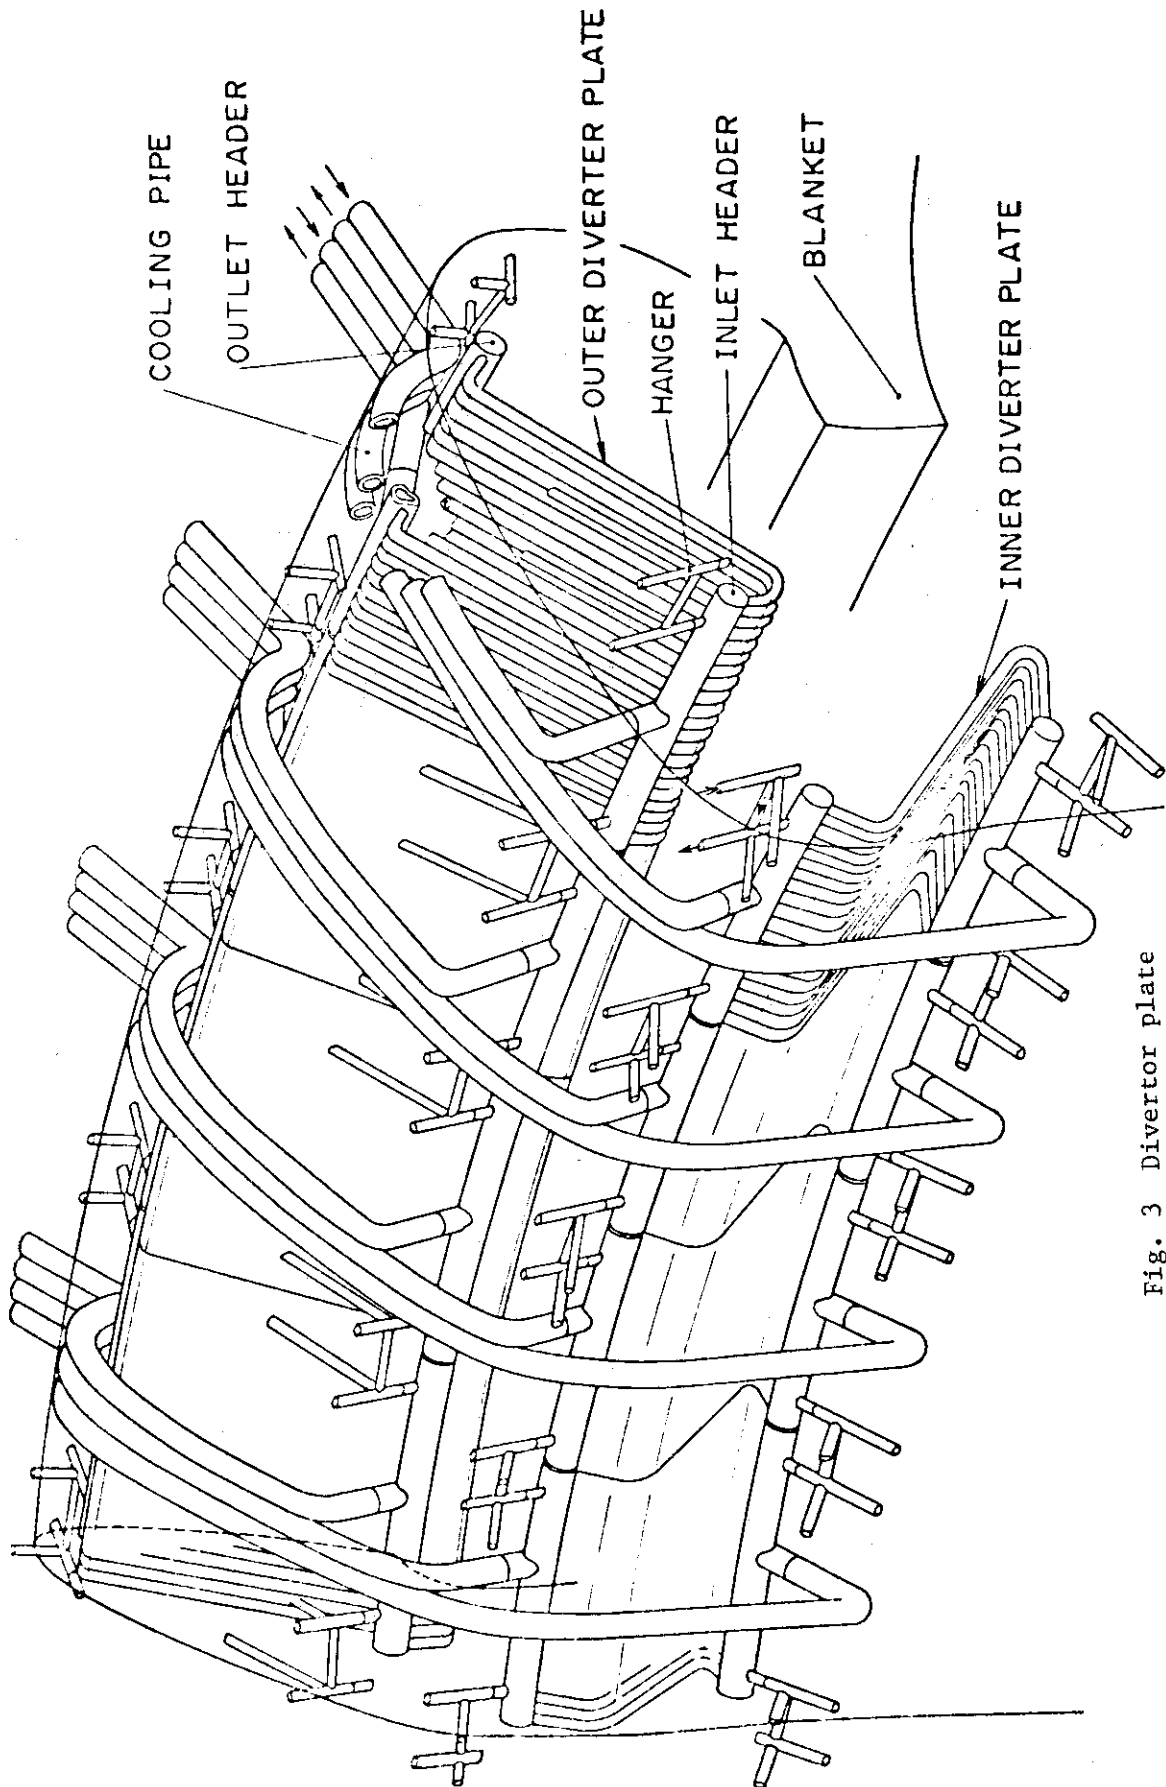 COOLING PIPE
OUTLET HEADER
OUTER DIVERTER PLATE
HANGER
INLET HEADER
BLANKET
INNER DIVERTER PLATE
Fig. 3 Divertor plate